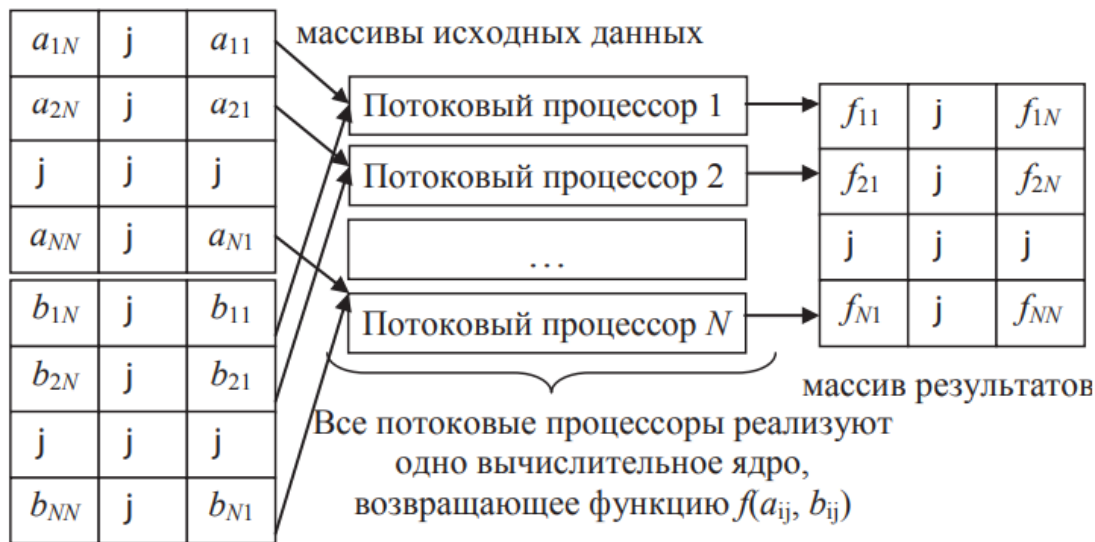 массивы исходных данных
a1N j a11
a2N j a21
j j j
aNN j aN1
b1N j b11
b2N j b21
j j j
bNN j bN1
Потоковый процессор 1
Потоковый процессор 2
...
Потоковый процессор N
f11 j f1N
f21 j f2N
j j j
fN1 j fNN
массив результатов
Все потоковые процессоры реализуют
одно вычислительное ядро,
возвращающее функцию f(aij, bij)